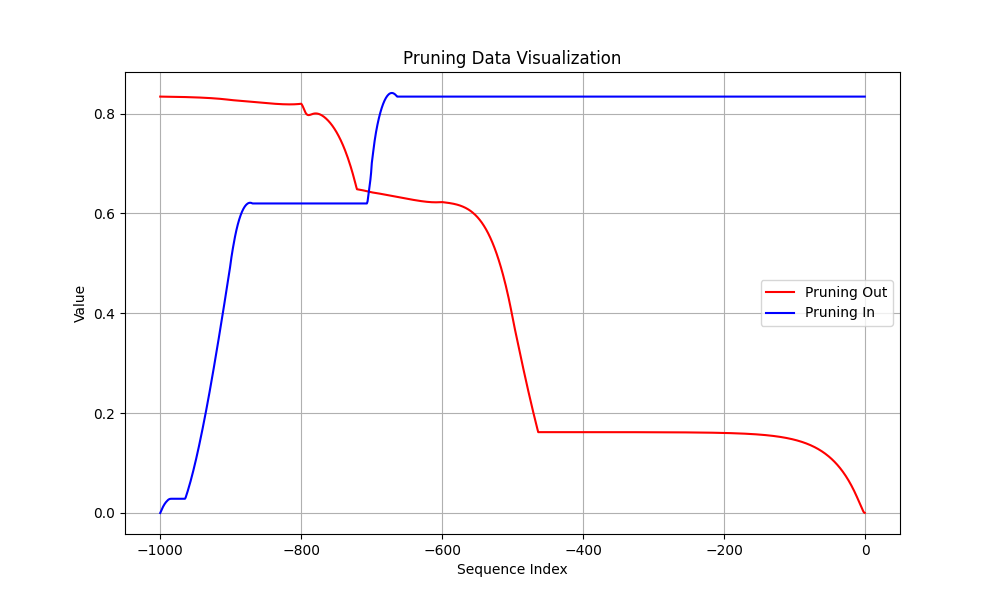 Pruning Data Visualization
0.8
0.6
0.4
0.2
0.0
Value
Pruning Out
Pruning In
−1000 −800 −600 −400 −200 0
Sequence Index